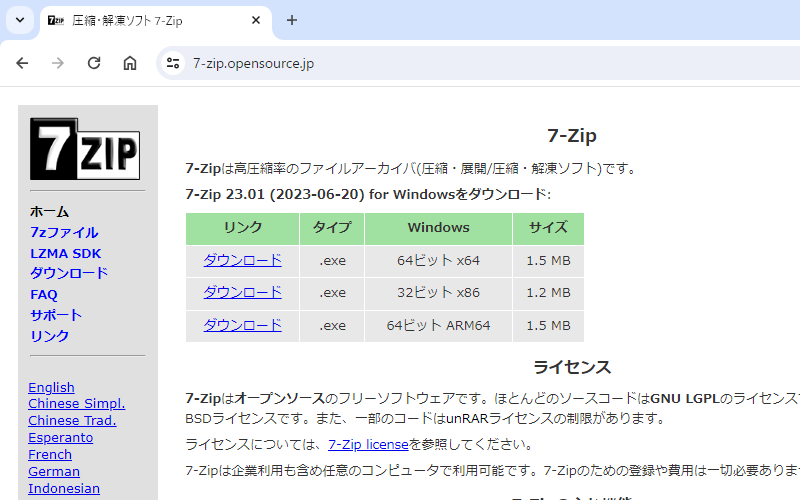 7ZIP 圧縮・解凍ソフト 7-Zip
7-zip.opensource.jp
7ZIP
ホーム
7zファイル
LZMA SDK
ダウンロード
FAQ
サポート
リンク
English
Chinese Simpl.
Chinese Trad.
Esperanto
French
German
Indonesian
7-Zip
7-Zipは高圧縮率のファイルアーカイバ(圧縮・展開/圧縮・解凍ソフト)です。
7-Zip 23.01 (2023-06-20) for Windowsをダウンロード:
リンク タイプ Windows サイズ
ダウンロード .exe 64ビット x64 1.5 MB
ダウンロード .exe 32ビット x86 1.2 MB
ダウンロード .exe 64ビット ARM64 1.5 MB
ライセンス
7-Zipはオープンソースのフリーソフトウェアです。ほとんどのソースコードはGNU LGPLのライセンスで
BSDライセンスです。また、一部のコードはunRARライセンスの制限があります。
ライセンスについては、7-Zip licenseを参照してください。
7-Zipは企業利用も含め任意のコンピュータで利用可能です。7-Zipのための登録や費用は一切必要ありま